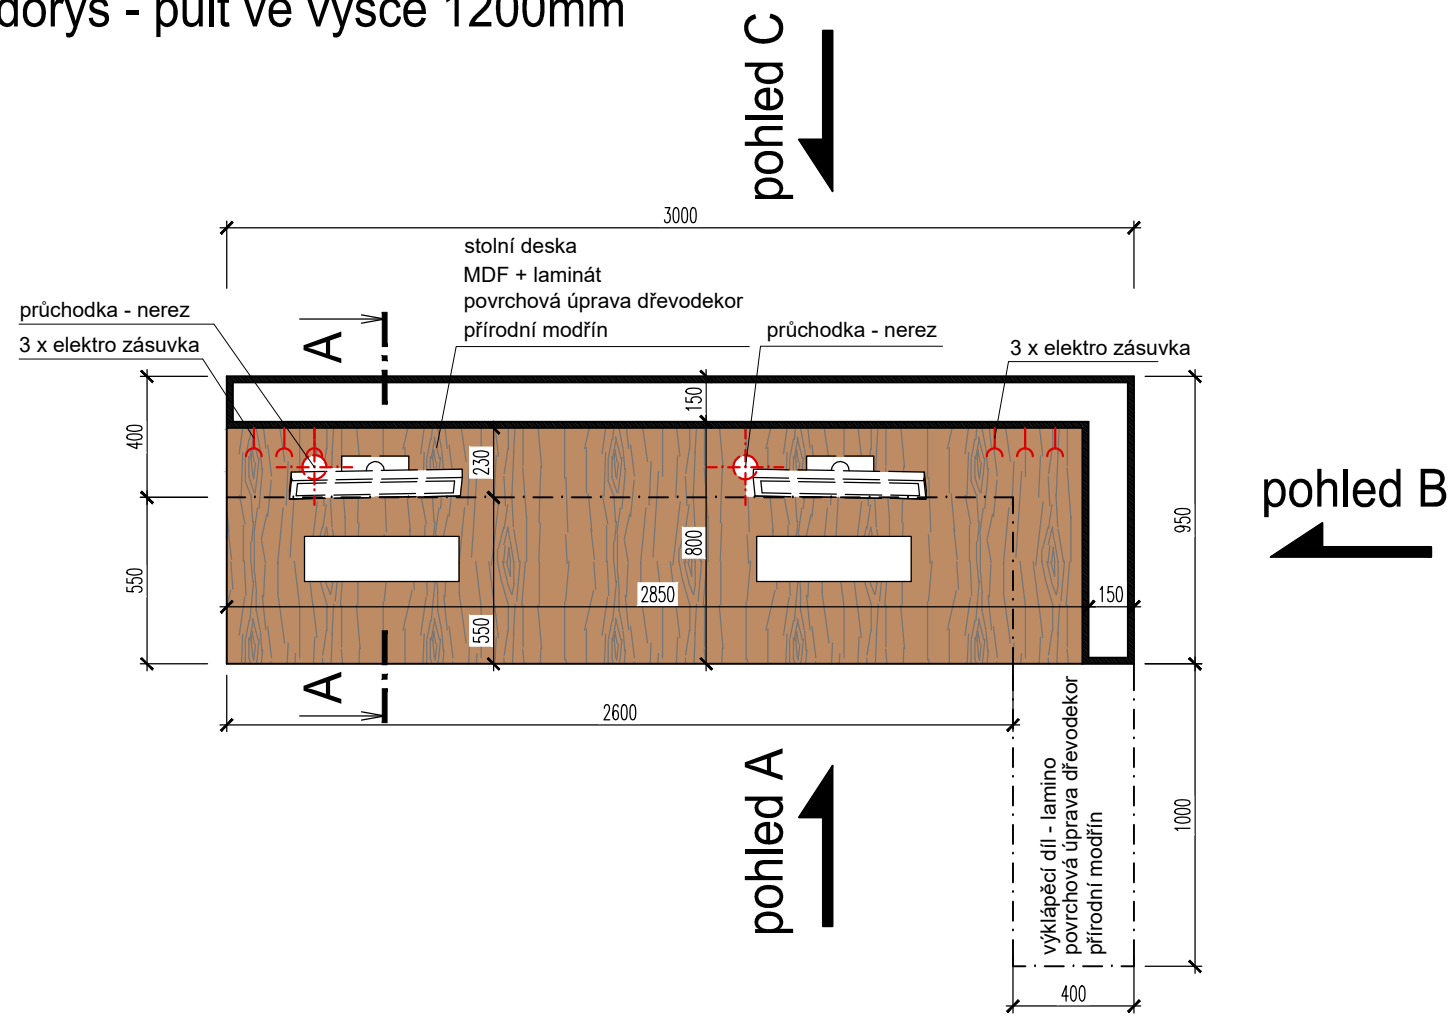 dorys - pult ve výšce 1200mm
pohled C
3000
stolní deska
MDF + laminát
povrchová úprava dřevodekor
přírodní modřín
průchodka - nerez
3 x elektro zásuvka
A
průchodka - nerez
3 x elektro zásuvka
150
400
230
pohled B
950
800
550
2850
150
550
A
2600
výklápěcí díl - lamino
povrchová úprava dřevodekor
přírodní modřín
1000
pohled A
400